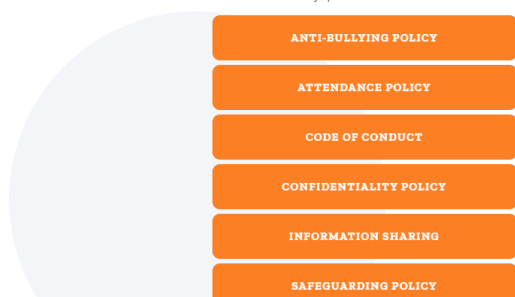 ANTI-BULLYING POLICY
ATTENDANCE POLICY
CODE OF CONDUCT
CONFIDENTIALITY POLICY
INFORMATION SHARING
SAFEGUARDING POLICY